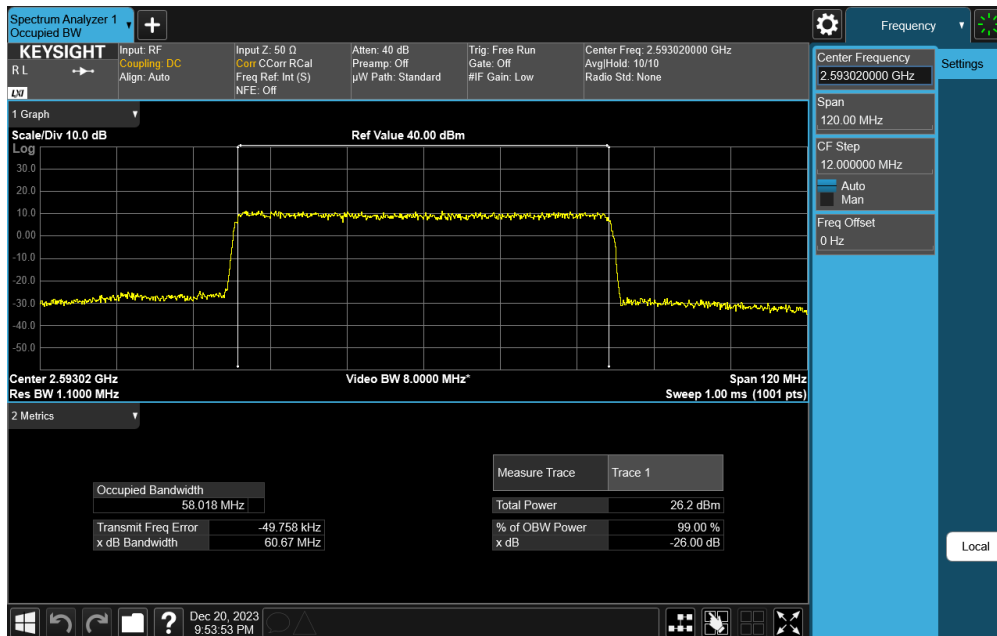 Spectrum Analyzer 1
Occupied BW
Frequency
KEYSIGHT
R L
LXI
Input: RF
Coupling: DC
Align: Auto
Input Z: 50 Ω
Corr CCorr RCal
Freq Ref: Int (S)
NFE: Off
Atten: 40 dB
Preamp: Off
µW Path: Standard
Trig: Free Run
Gate: Off
#IF Gain: Low
Center Freq: 2.593020000 GHz
Avg|Hold: 10/10
Radio Std: None
Center Frequency
2.593020000 GHz
Settings
Span
120.00 MHz
CF Step
12.000000 MHz
Auto
Man
Freq Offset
0 Hz
Local
1 Graph
Scale/Div 10.0 dB
Ref Value 40.00 dBm
Log
30.0
20.0
10.0
0.00
-10.0
-20.0
-30.0
-40.0
-50.0
Center 2.59302 GHz
Video BW 8.0000 MHz*
Span 120 MHz
Res BW 1.1000 MHz
Sweep 1.00 ms (1001 pts)
2 Metrics
Occupied Bandwidth
58.018 MHz
Transmit Freq Error -49.758 kHz
x dB Bandwidth 60.67 MHz
Measure Trace Trace 1
Total Power 26.2 dBm
% of OBW Power 99.00 %
x dB -26.00 dB
?
Dec 20, 2023
9:53:53 PM